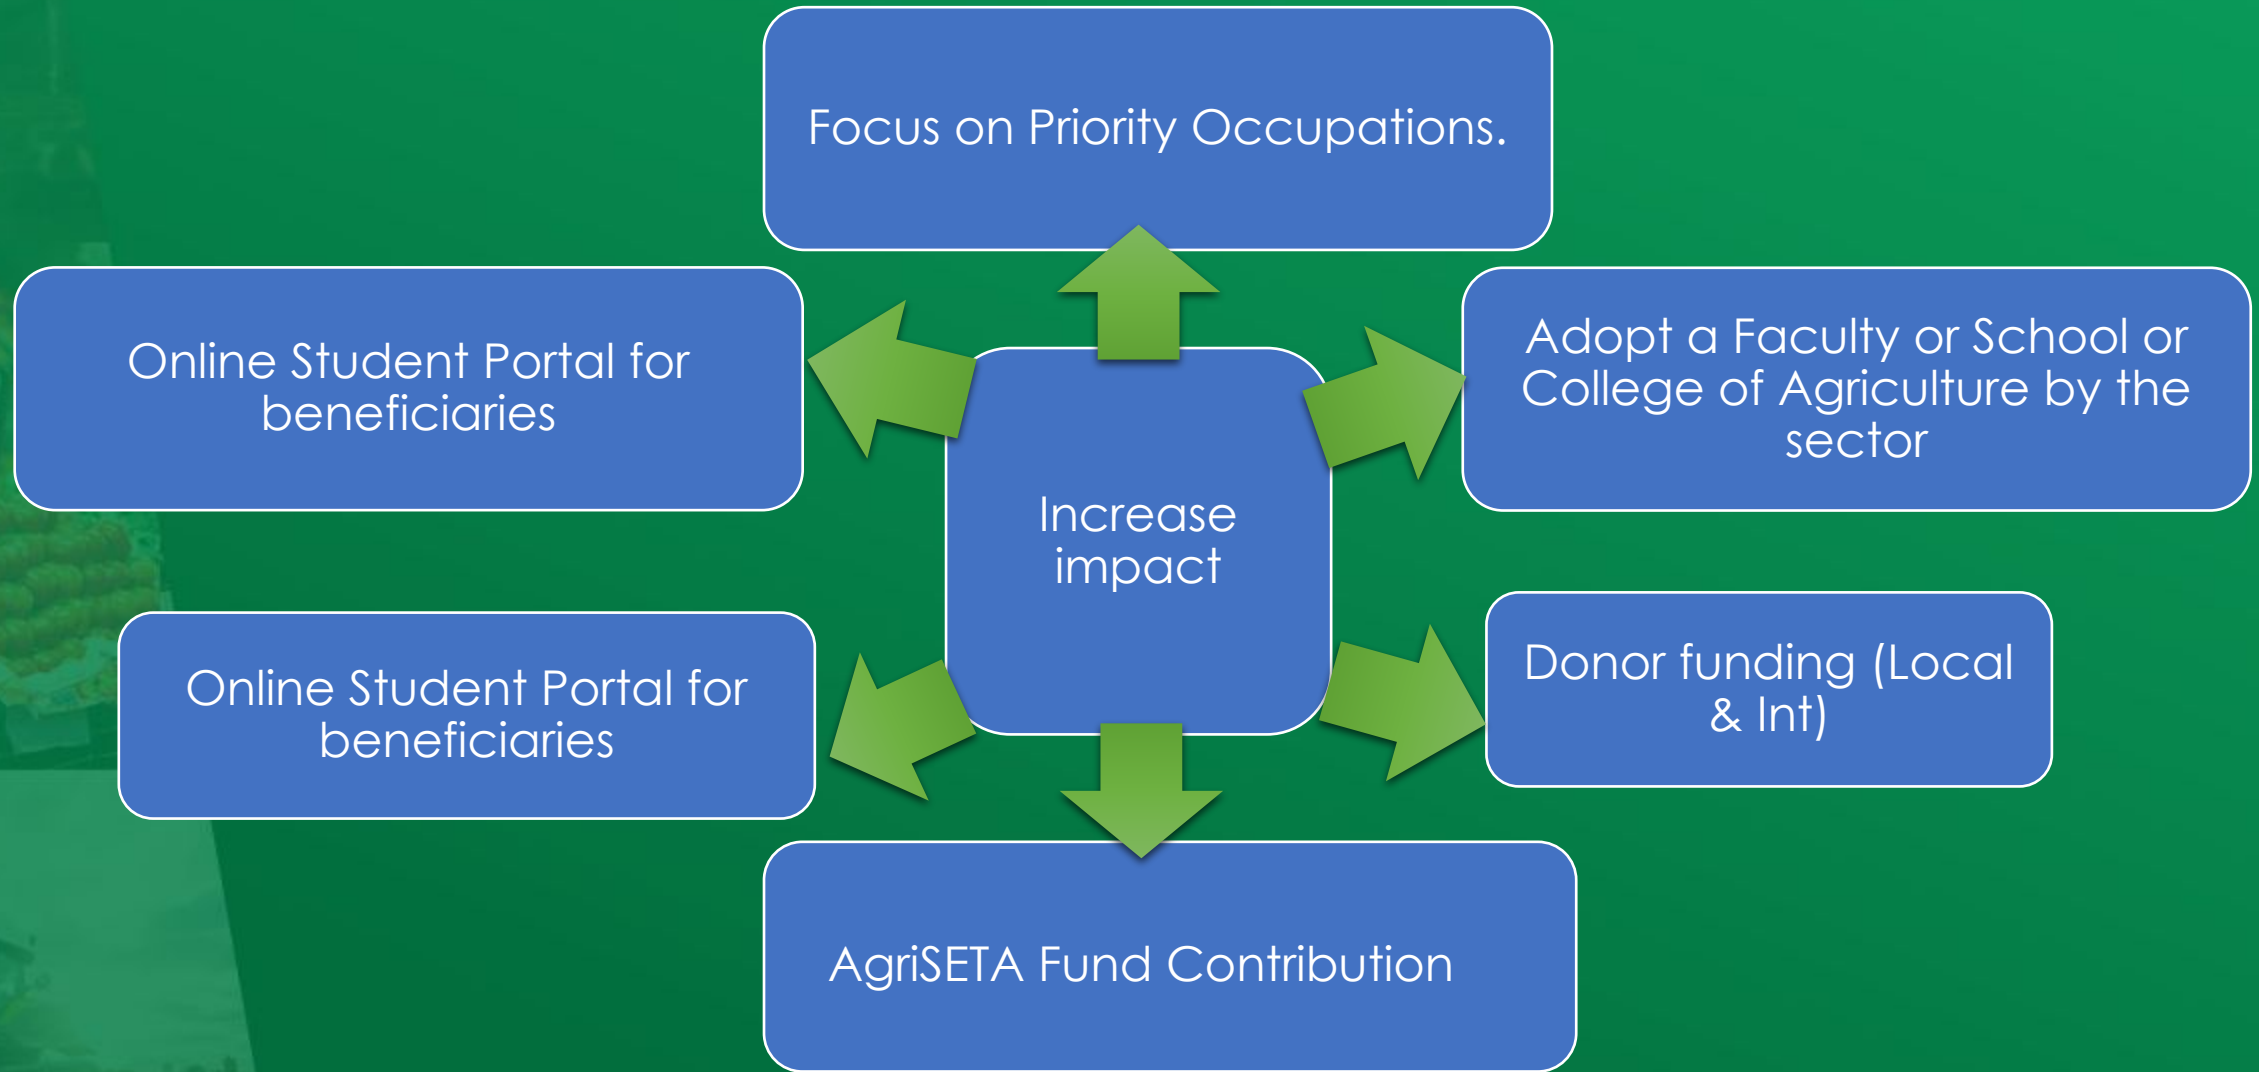 Focus on Priority Occupations.
Online Student Portal for
beneficiaries
Adopt a Faculty or School or
College of Agriculture by the
sector
Increase
impact
Online Student Portal for
beneficiaries
Donor funding (Local
& Int)
AgriSETA Fund Contribution